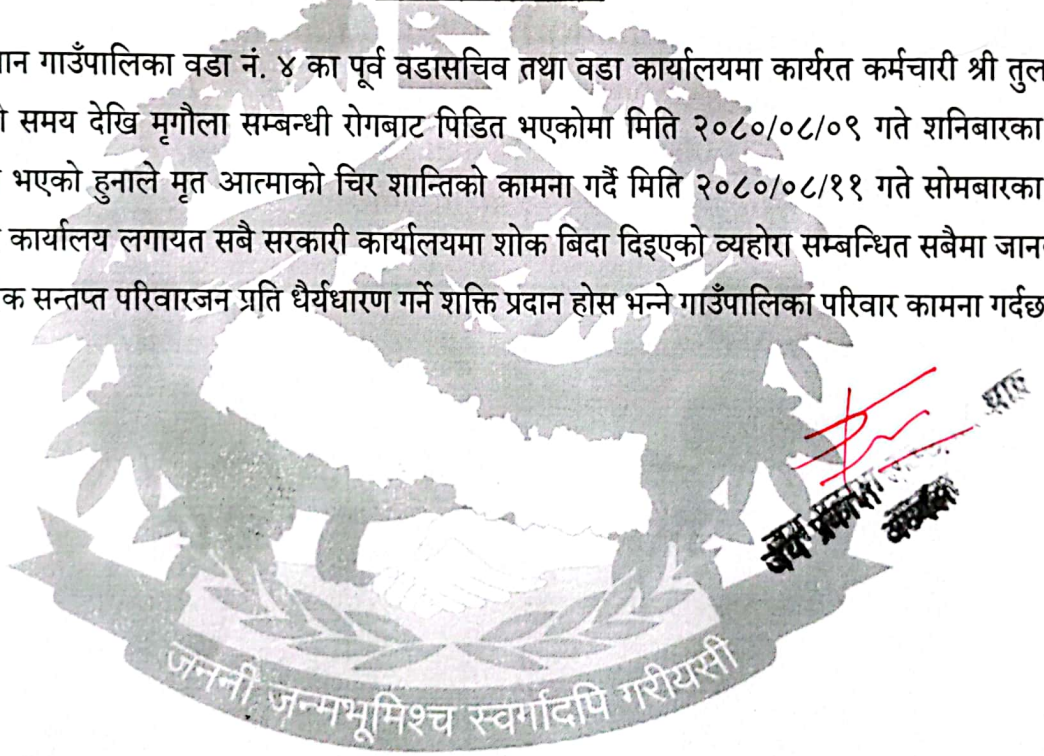 ान गाउँपालिका वडा नं. ४ का पूर्व वडासचिव तथा वडा कार्यालयमा कार्यरत कर्मचारी श्री तुल
समय देखि मृगौला सम्बन्धी रोगबाट पिडित भएकोमा मिति २०८०/०८/०९ गते शनिबारका
भएको हुनाले मृत आत्माको चिर शान्तिको कामना गर्दै मिति २०८०/०८/११ गते सोमबारका
कार्यालय लगायत सबै सरकारी कार्यालयमा शोक बिदा दिइएको व्यहोरा सम्बन्धित सबैमा जान
क सन्तप्त परिवारजन प्रति धैर्यधारण गर्ने शक्ति प्रदान होस भन्ने गाउँपालिका परिवार कामना गर्दछ
अध्यक्ष
जननी जन्मभूमिश्च स्वर्गादपि गरीयसी